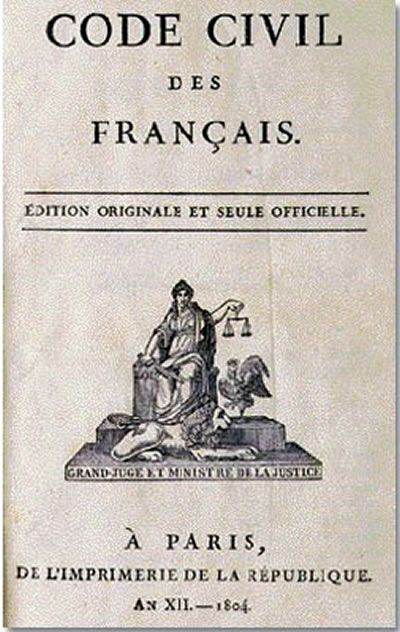 CODE CIVIL
DES
FRANÇAIS.
ÉDITION ORIGINALE ET SEULE OFFICIELLE.
GRAND-JUGE ET MINISTRE DE LA JUSTICE
À PARIS,
DE L'IMPRIMERIE DE LA RÉPUBLIQUE.
AN XII.—1804.